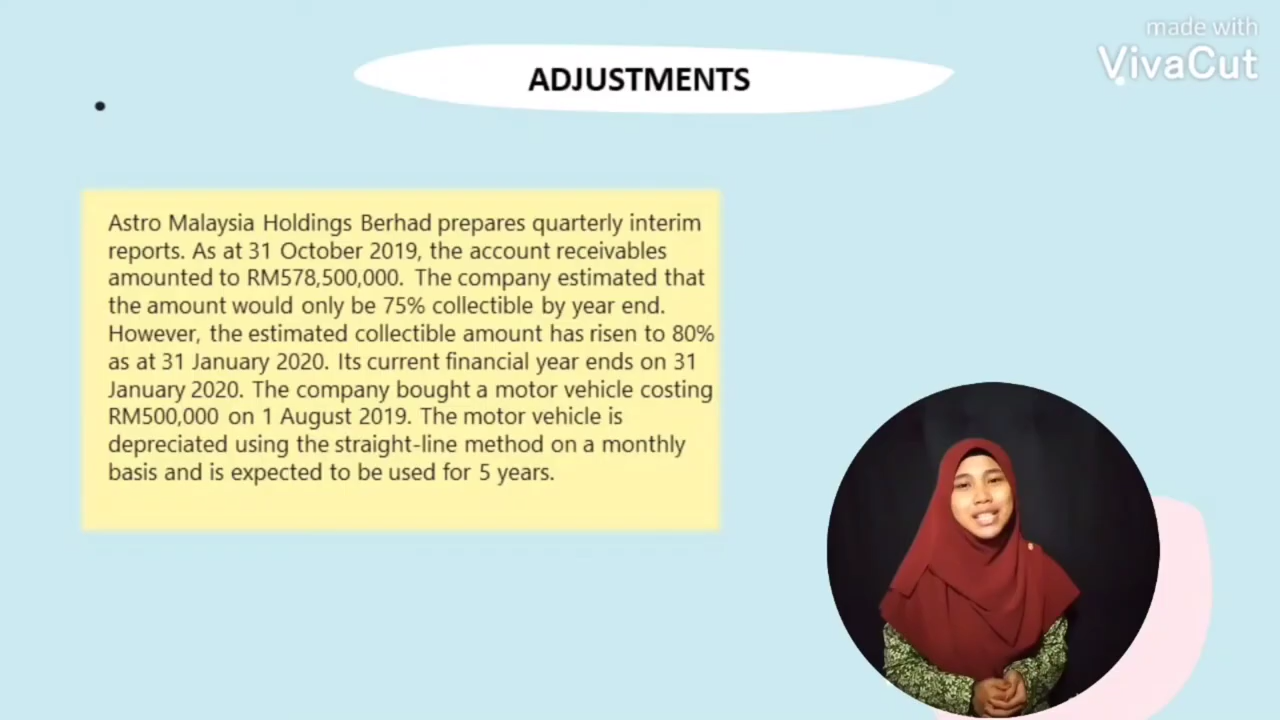 made with
VivaCut
ADJUSTMENTS
Astro Malaysia Holdings Berhad prepares quarterly interim
reports. As at 31 October 2019, the account receivables
amounted to RM578,500,000. The company estimated that
the amount would only be 75% collectible by year end.
However, the estimated collectible amount has risen to 80%
as at 31 January 2020. Its current financial year ends on 31
January 2020. The company bought a motor vehicle costing
RM500,000 on 1 August 2019. The motor vehicle is
depreciated using the straight-line method on a monthly
basis and is expected to be used for 5 years.